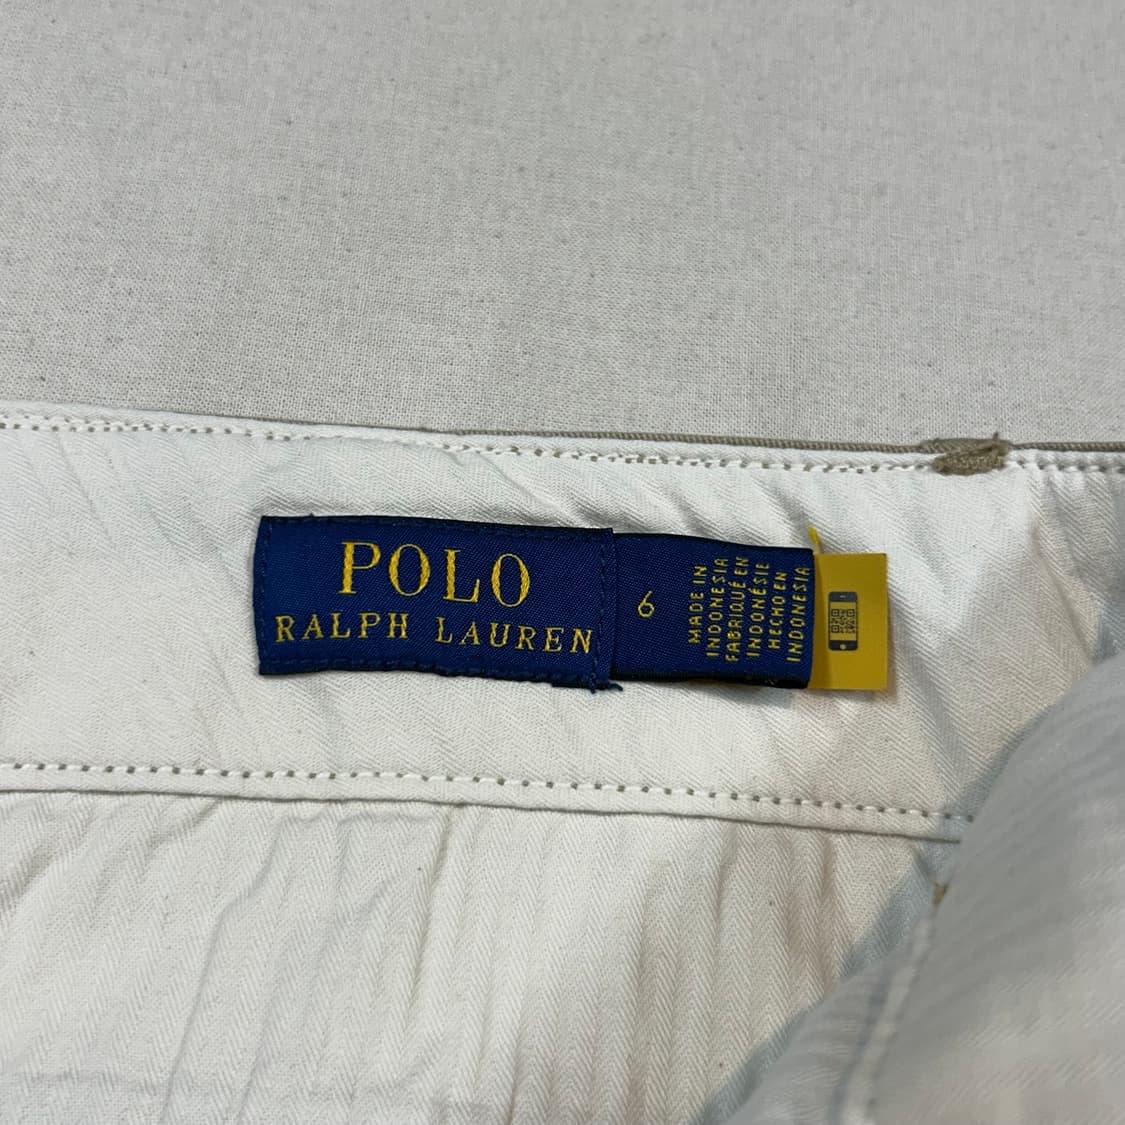 POLO
RALPH LAUREN
6
MADE IN
INDONESIA
FABRIQUÉ EN
INDONÉSIE
HECHO EN
INDONESIA